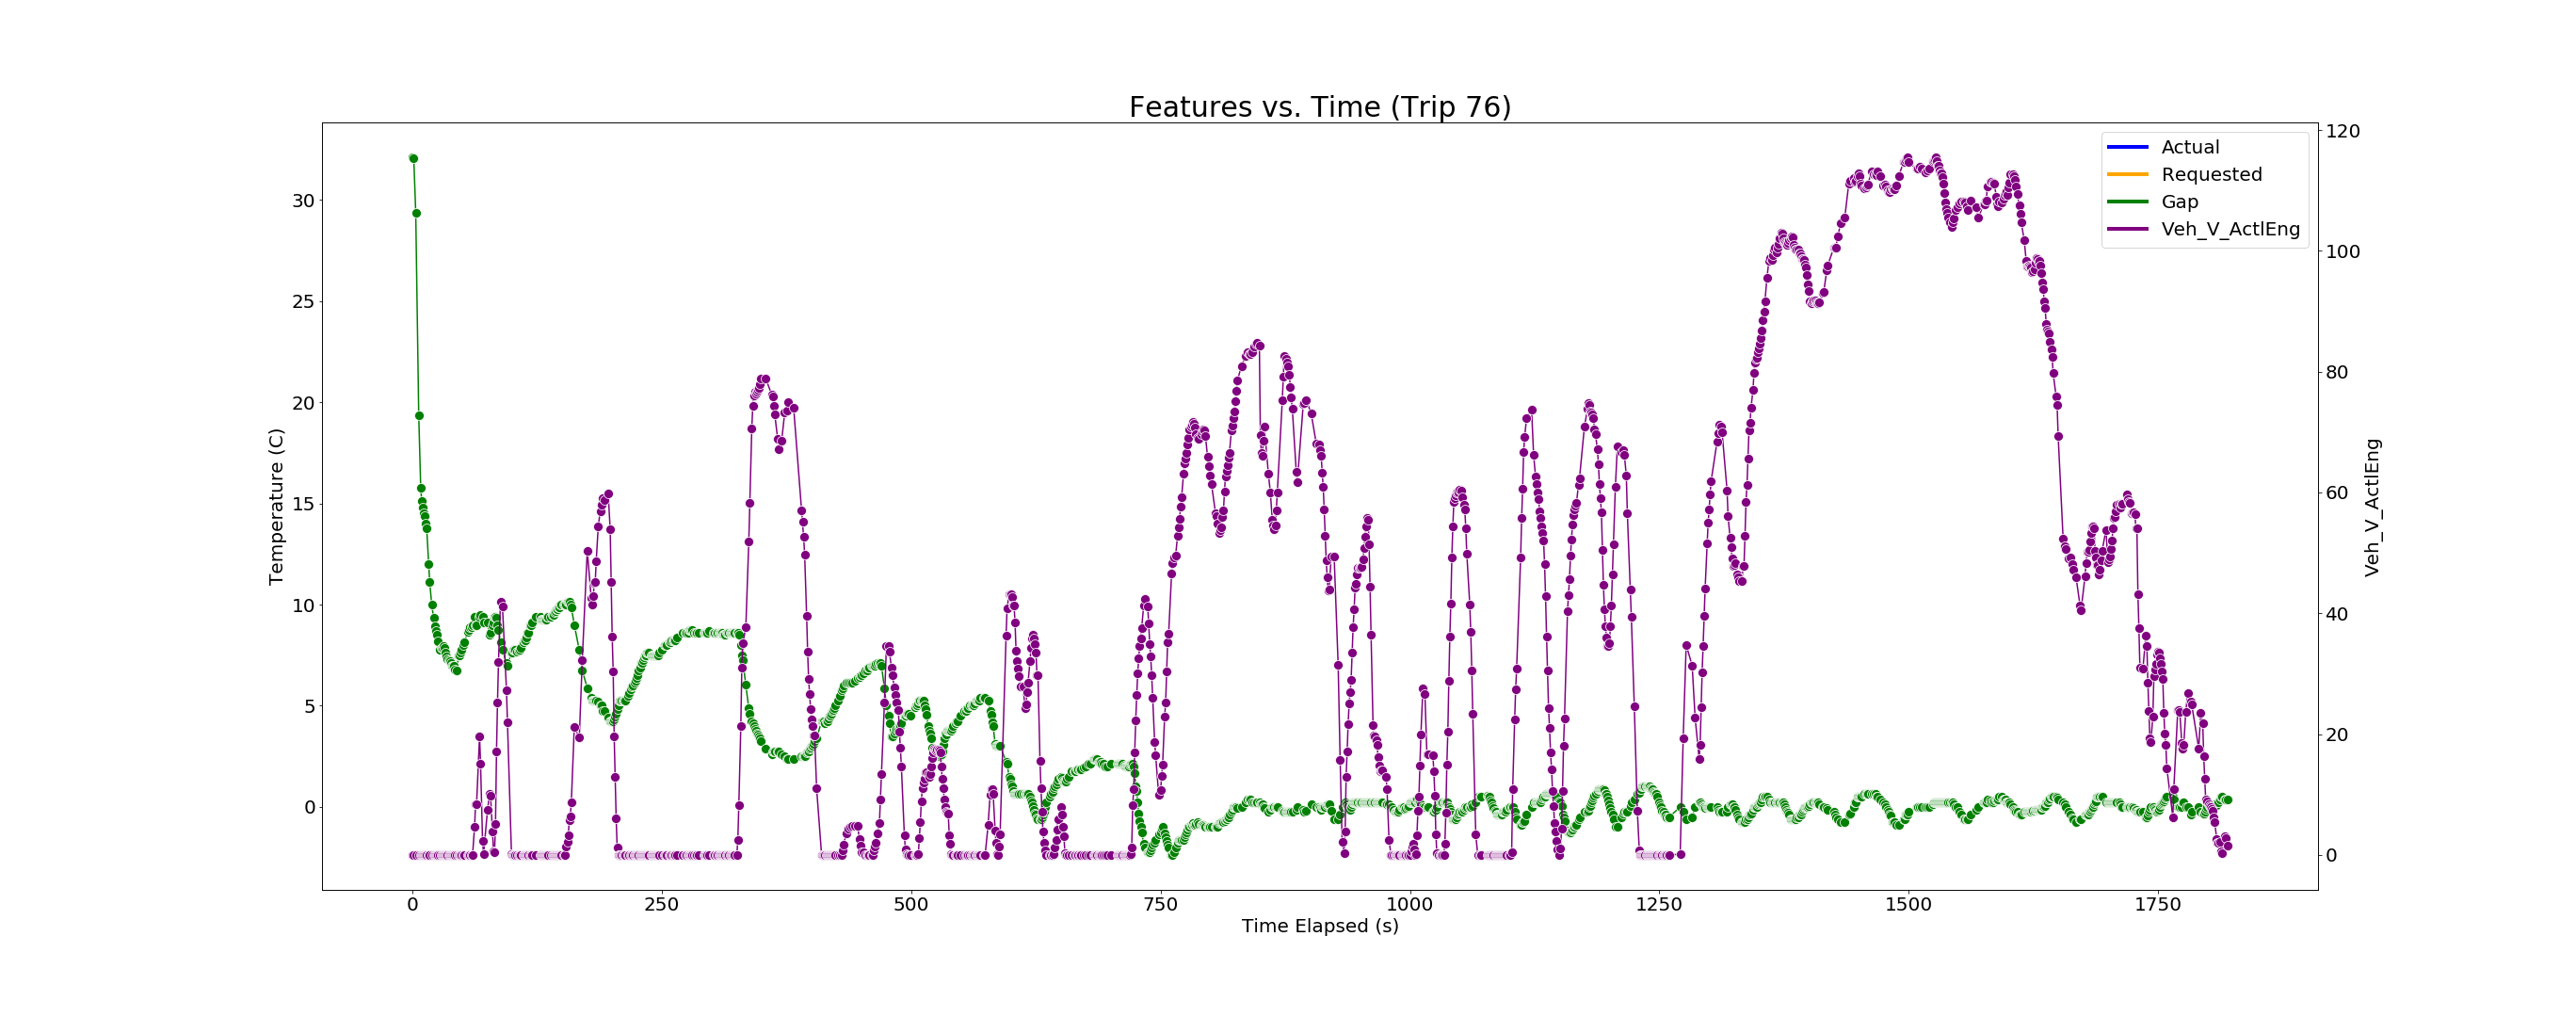 Features vs. Time (Trip 76)
Actual
Requested
Gap
Veh_V_ActlEng
Temperature (C)
30
25
20
15
10
5
0
120
100
80
60
40
20
0
Veh_V_ActlEng
0 250 500 750 1000 1250 1500 1750
Time Elapsed (s)